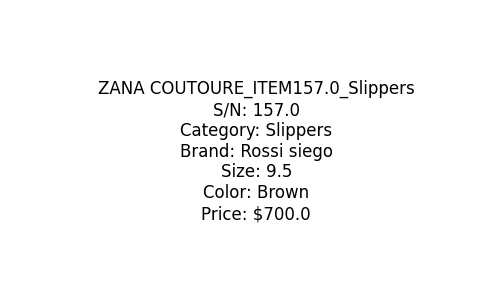 ZANA COUTOURE_ITEM157.0_Slippers
S/N: 157.0
Category: Slippers
Brand: Rossi siego
Size: 9.5
Color: Brown
Price: $700.0